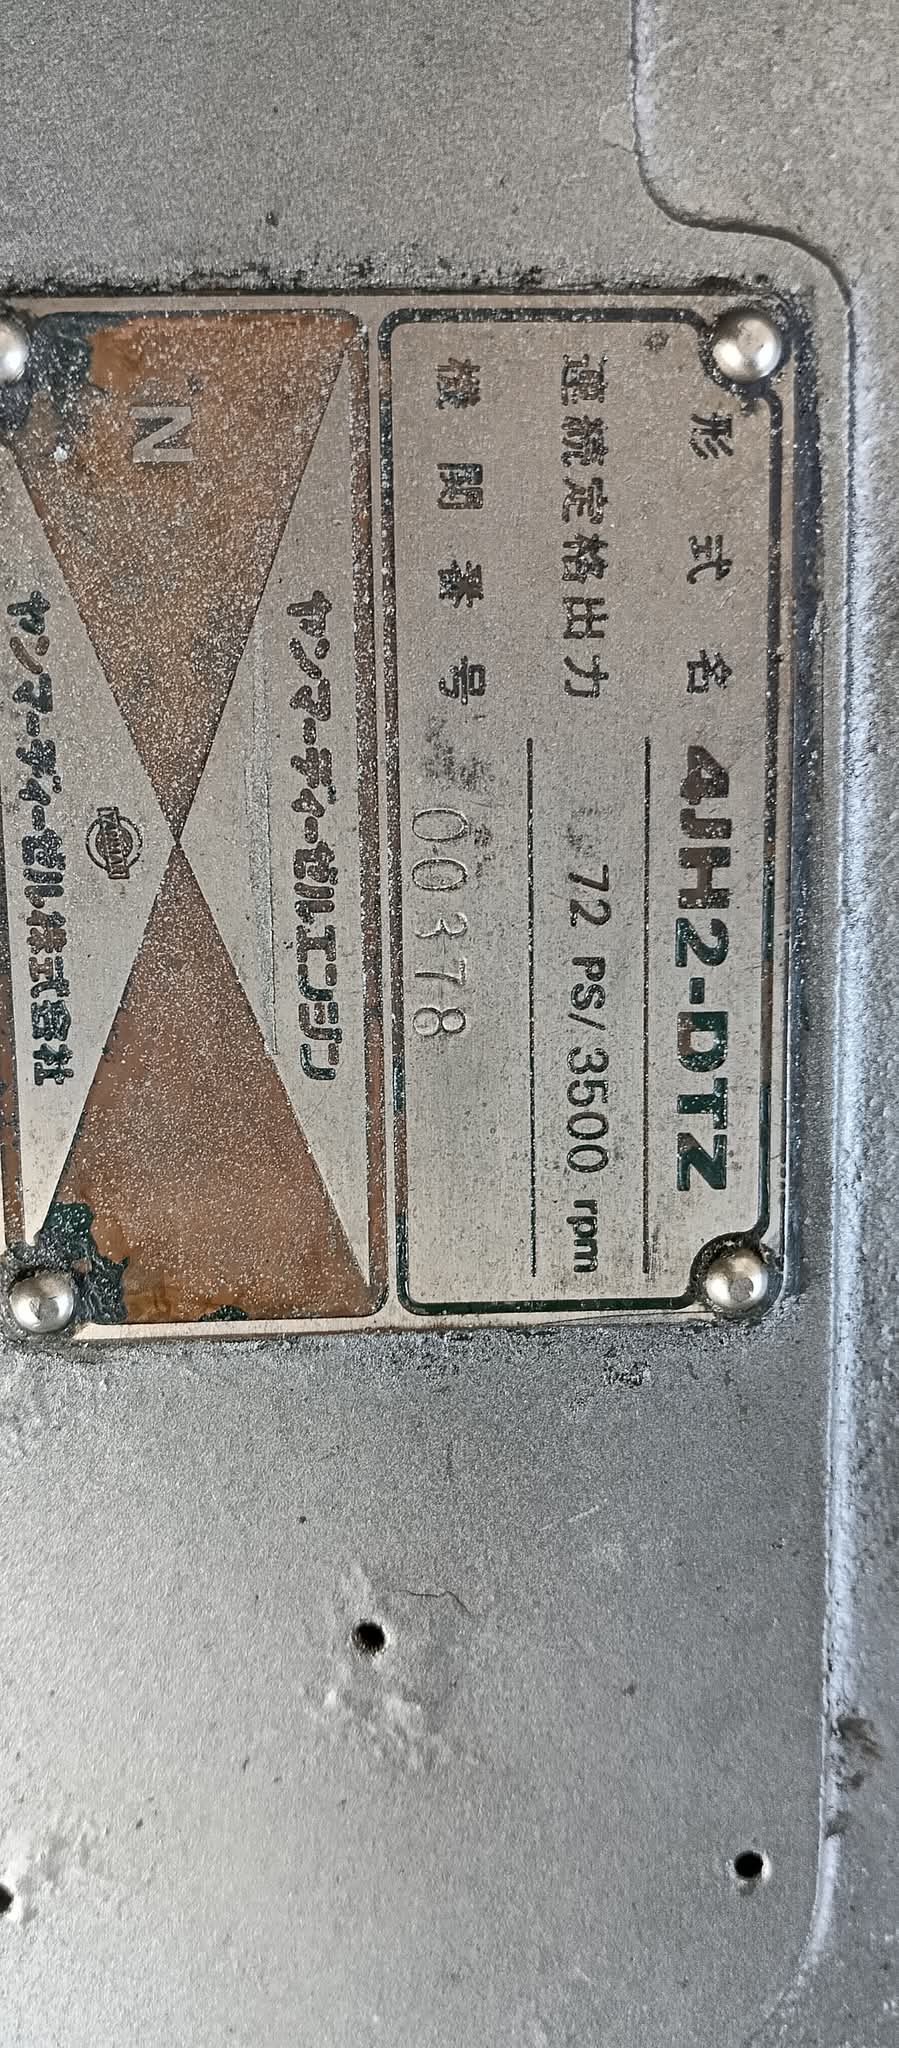 形式名 4JH2-DTZ
連続定格出力 72 PS/3500 rpm
機関番号 00378
ヤンマーディーゼルエンジン
N
YANMAR
ヤンマーディーゼル株式会社